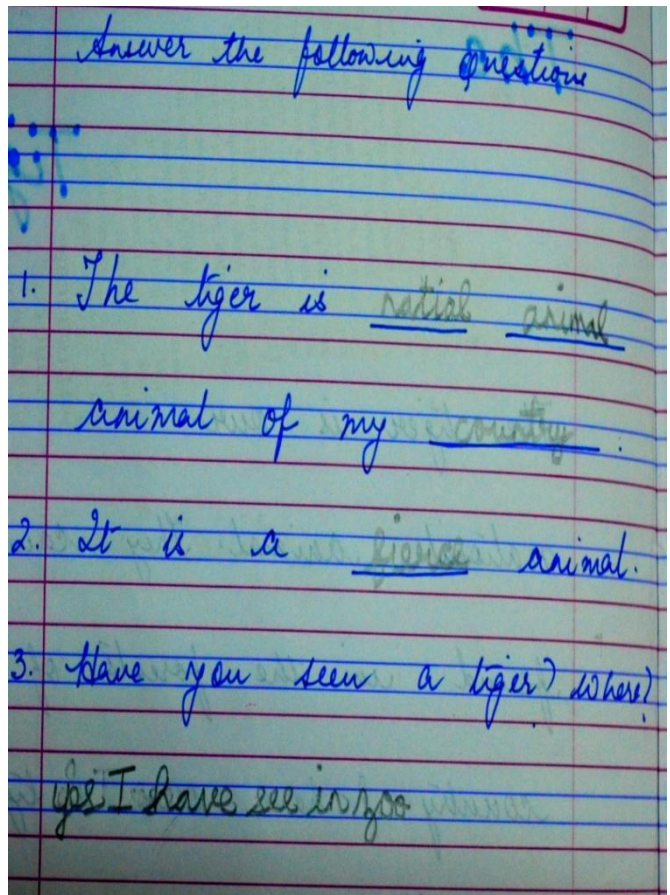 Answer the following questions
1. The tiger is natial animal
animal of my country.
2. It is a fierce animal.
3. Have you seen a tiger? Where?
yes I have see in zoo